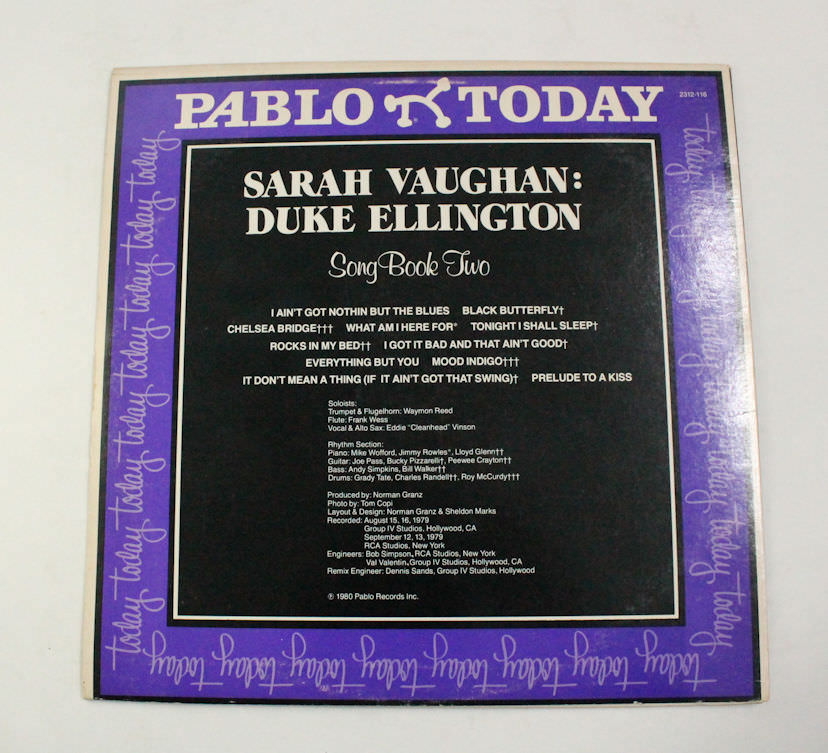 PABLO TODAY
2312-116
SARAH VAUGHAN:
DUKE ELLINGTON
Song Book Two
I AIN'T GOT NOTHIN BUT THE BLUES BLACK BUTTERFLY†
CHELSEA BRIDGE††† WHAT AM I HERE FOR* TONIGHT I SHALL SLEEP†
ROCKS IN MY BED†† I GOT IT BAD AND THAT AIN'T GOOD†
EVERYTHING BUT YOU MOOD INDIGO†††
IT DON'T MEAN A THING (IF IT AIN'T GOT THAT SWING)† PRELUDE TO A KISS
Soloists:
Trumpet & Flugelhorn: Waymon Reed
Flute: Frank Wess
Vocal & Alto Sax: Eddie "Cleanhead" Vinson
Rhythm Section:
Piano: Mike Wofford, Jimmy Rowles*, Lloyd Glenn††
Guitar: Joe Pass, Bucky Pizzarelli†, Peewee Crayton††
Bass: Andy Simpkins, Bill Walker††
Drums: Grady Tate, Charles Randell††, Roy McCurdy†††
Produced by: Norman Granz
Photo by: Tom Copi
Layout & Design: Norman Granz & Sheldon Marks
Recorded: August 15, 16, 1979
Group IV Studios, Hollywood, CA
September 12, 13, 1979
RCA Studios, New York
Engineers: Bob Simpson, RCA Studios, New York
Val Valentin, Group IV Studios, Hollywood, CA
Remix Engineer: Dennis Sands, Group IV Studios, Hollywood
℗ 1980 Pablo Records Inc.
today today today today today today today today
today today today today today today today today
today today today today today today today today